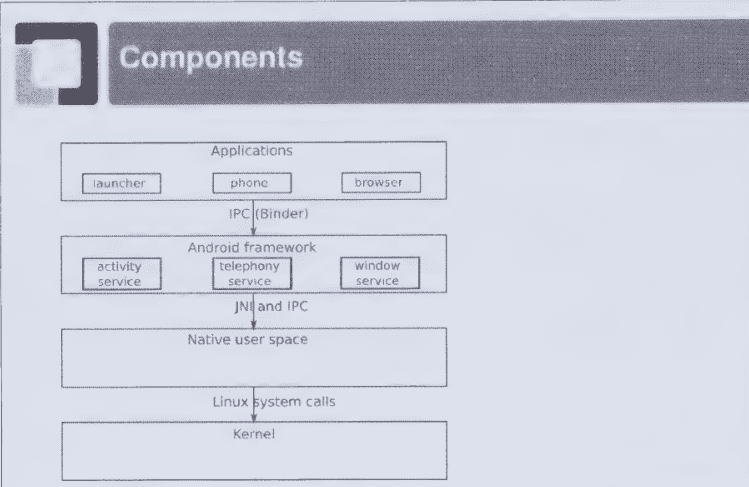 Components
Applications
launcher
phone
browser
IPC (Binder)
Android framework
activity
service
telephony
service
window
service
JNI and IPC
Native user space
Linux system calls
Kernel